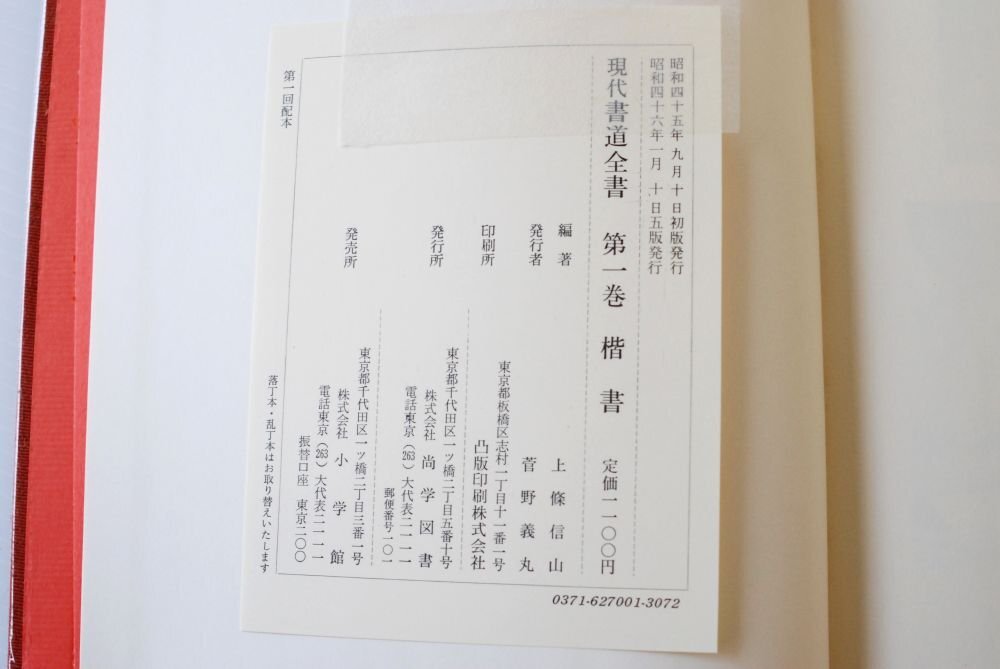 昭和四十五年 九月 十 日初版発行
昭和四十六年 一月 十 日五版発行
現代書道全書 第一巻 楷書 定価一一〇〇円
編著 上條信山
発行者 菅野義丸
東京都板橋区志村一丁目十一番一号
印刷所 凸版印刷株式会社
東京都千代田区一ツ橋二丁目五番十号
発行所 株式会社 尚学図書
電話東京(263)大代表二一一一
郵便番号一〇一
東京都千代田区一ツ橋二丁目三番一号
発売所 株式会社 小学館
電話東京(263)大代表二一一一
振替口座 東京二〇〇
第一回配本
落丁本・乱丁本はお取り替えいたします
0371-627001-3072